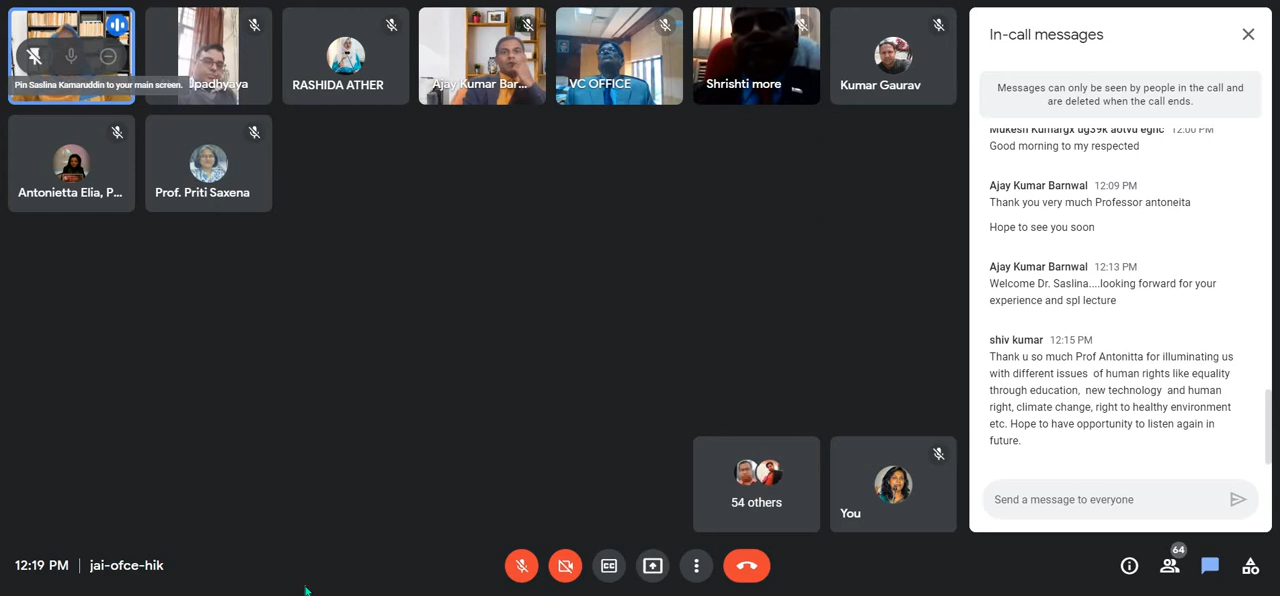 Pin Saslina Kamaruddin to your main screen.
padhyaya
RASHIDA ATHER
Ajay Kumar Bar...
VC OFFICE
Shrishti more
Kumar Gaurav
Antonietta Elia, P...
Prof. Priti Saxena
54 others
You
In-call messages
Messages can only be seen by people in the call and
are deleted when the call ends.
Mukesh Kumargx 12:00 PM
Good morning to my respected
Ajay Kumar Barnwal 12:09 PM
Thank you very much Professor antoneita
Hope to see you soon
Ajay Kumar Barnwal 12:13 PM
Welcome Dr. Saslina....looking forward for your
experience and spl lecture
shiv kumar 12:15 PM
Thank u so much Prof Antonitta for illuminating us
with different issues of human rights like equality
through education, new technology and human
right, climate change, right to healthy environment
etc. Hope to have opportunity to listen again in
future.
Send a message to everyone
12:19 PM | jai-ofce-hik
64